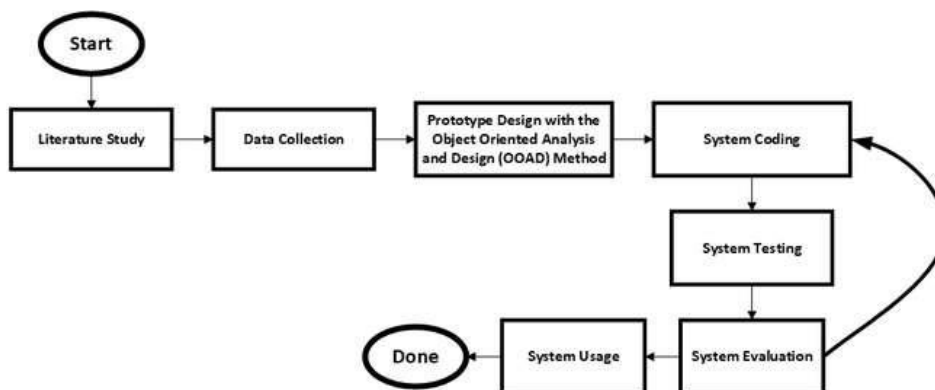 Start
Literature Study
Data Collection
Prototype Design with the
Object Oriented Analysis
and Design (OOAD) Method
System Coding
System Testing
System Evaluation
System Usage
Done